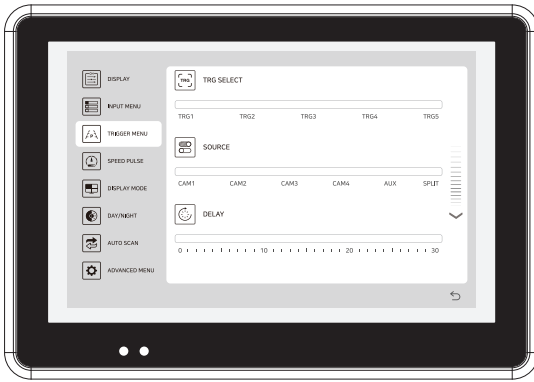 DISPLAY
INPUT MENU
TRIGGER MENU
SPEED PULSE
DISPLAY MODE
DAY/NIGHT
AUTO SCAN
ADVANCED MENU
TRG TRG SELECT
TRG1 TRG2 TRG3 TRG4 TRG5
SOURCE
CAM1 CAM2 CAM3 CAM4 AUX SPLIT
DELAY
0 10 20 30